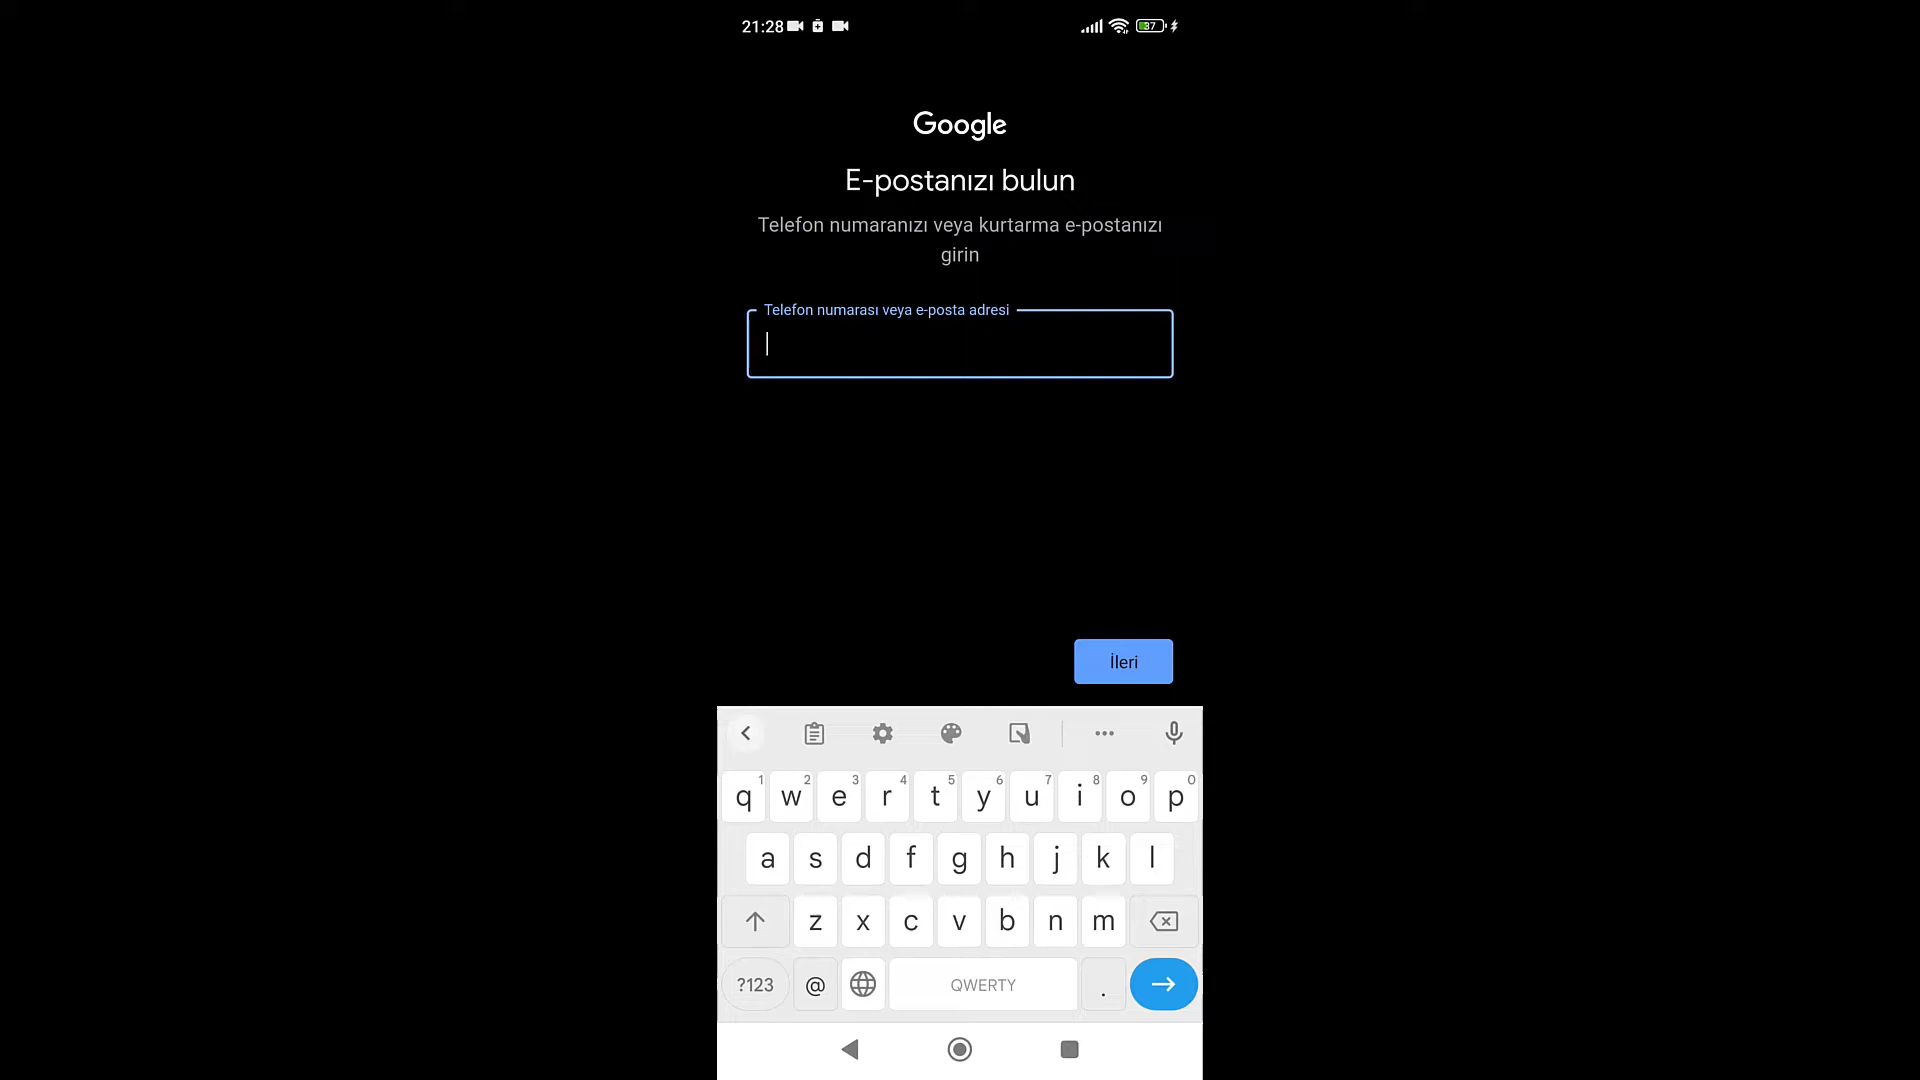 21:28
37
Google
E-postanızı bulun
Telefon numaranızı veya kurtarma e-postanızı
girin
Telefon numarası veya e-posta adresi
İleri
1 2 3 4 5 6 7 8 9 0
q w e r t y u i o p
a s d f g h j k l
z x c v b n m
?123 @ QWERTY .